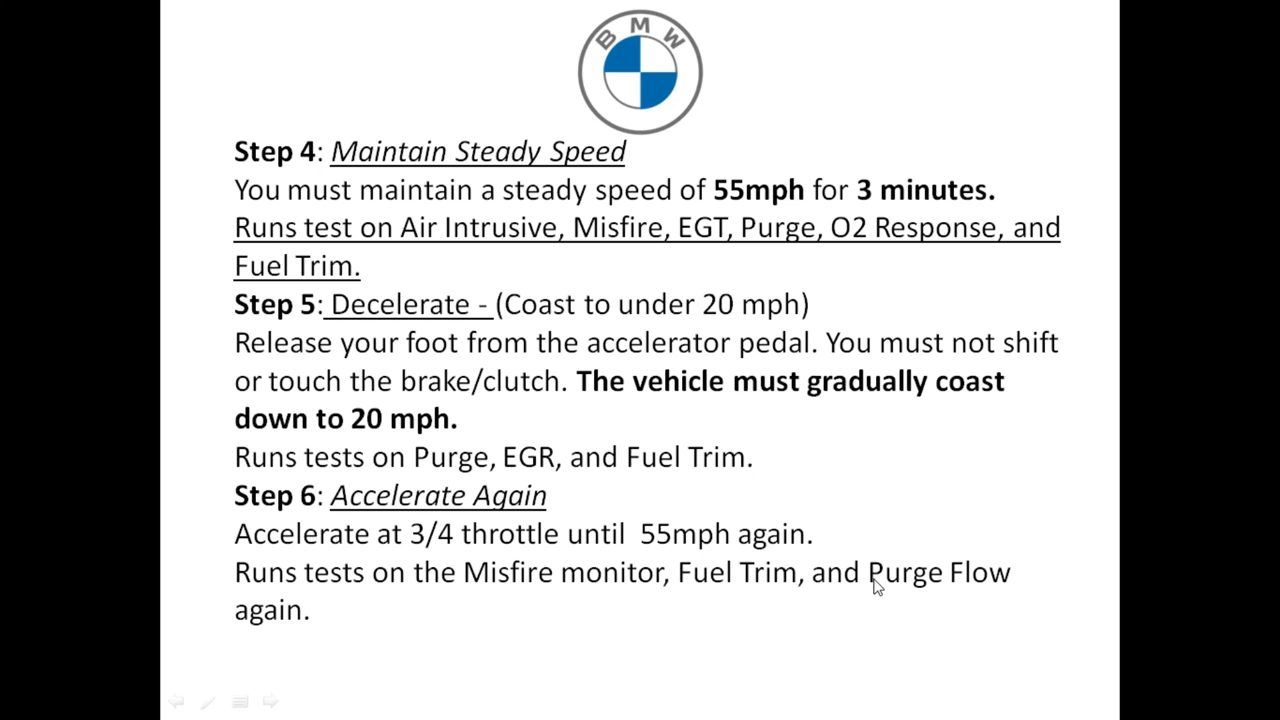 BMW
Step 4: Maintain Steady Speed
You must maintain a steady speed of 55mph for 3 minutes.
Runs test on Air Intrusive, Misfire, EGT, Purge, O2 Response, and
Fuel Trim.
Step 5: Decelerate - (Coast to under 20 mph)
Release your foot from the accelerator pedal. You must not shift
or touch the brake/clutch. The vehicle must gradually coast
down to 20 mph.
Runs tests on Purge, EGR, and Fuel Trim.
Step 6: Accelerate Again
Accelerate at 3/4 throttle until  55mph again.
Runs tests on the Misfire monitor, Fuel Trim, and Purge Flow
again.